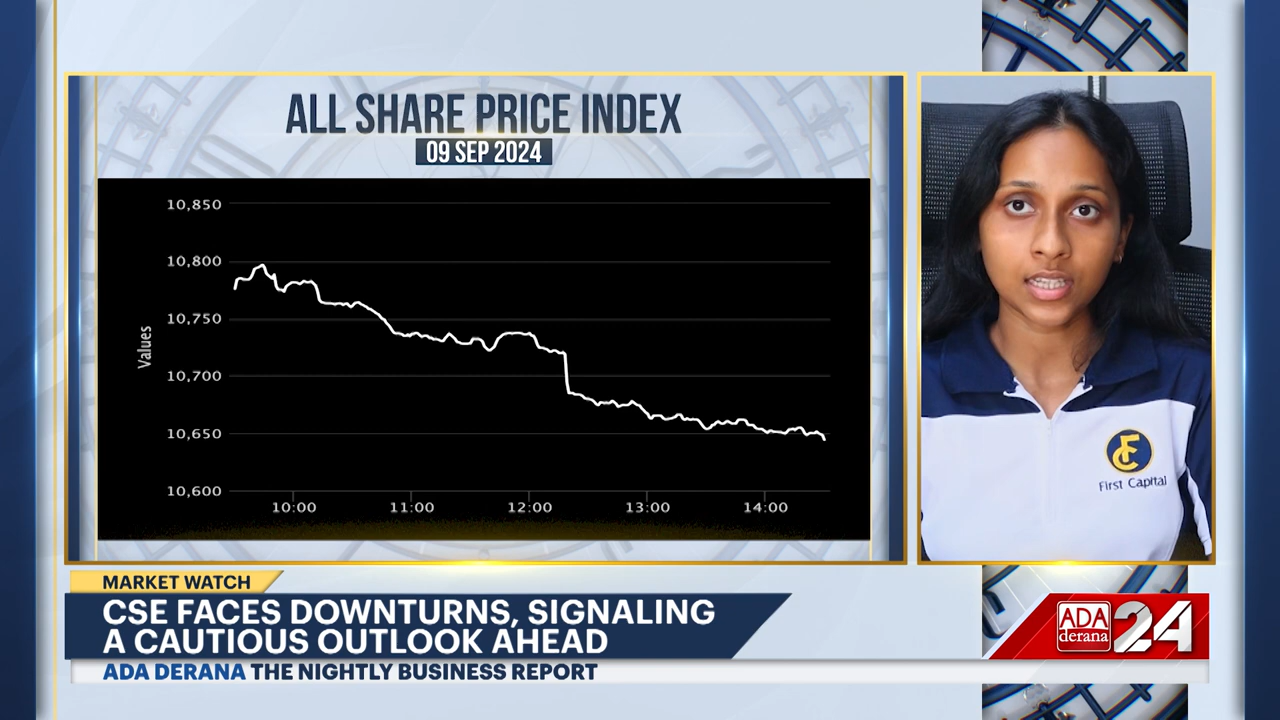 ALL SHARE PRICE INDEX
09 SEP 2024
10,850
10,800
10,750
10,700
10,650
10,600
Values
10:00 11:00 12:00 13:00 14:00
First Capital
MARKET WATCH
CSE FACES DOWNTURNS, SIGNALING
A CAUTIOUS OUTLOOK AHEAD
ADA DERANA THE NIGHTLY BUSINESS REPORT
ADA
derana
24